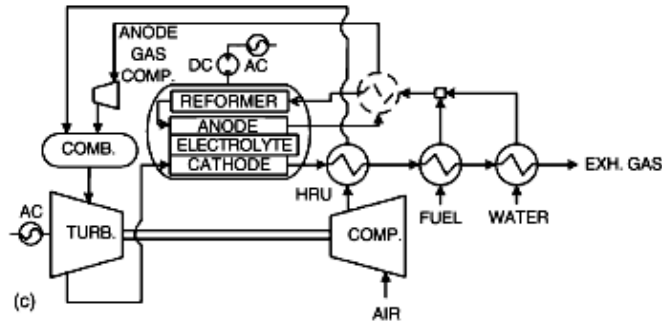 ANODE
GAS
COMP.
DC
AC
REFORMER
ANODE
ELECTROLYTE
CATHODE
COMB.
HRU
EXH. GAS
AC
TURB.
COMP.
FUEL
WATER
(c)
AIR